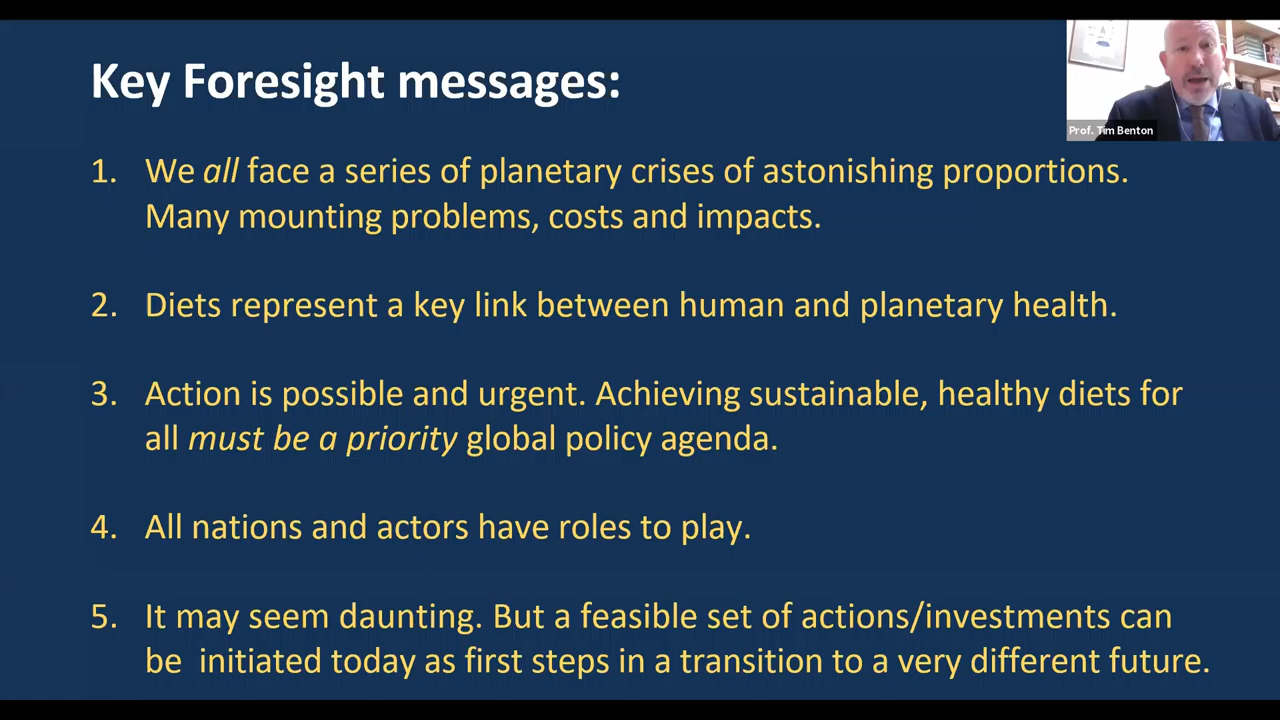 Key Foresight messages:
Prof. Tim Benton
1. We all face a series of planetary crises of astonishing proportions.
Many mounting problems, costs and impacts.
2. Diets represent a key link between human and planetary health.
3. Action is possible and urgent. Achieving sustainable, healthy diets for
all must be a priority global policy agenda.
4. All nations and actors have roles to play.
5. It may seem daunting. But a feasible set of actions/investments can
be  initiated today as first steps in a transition to a very different future.